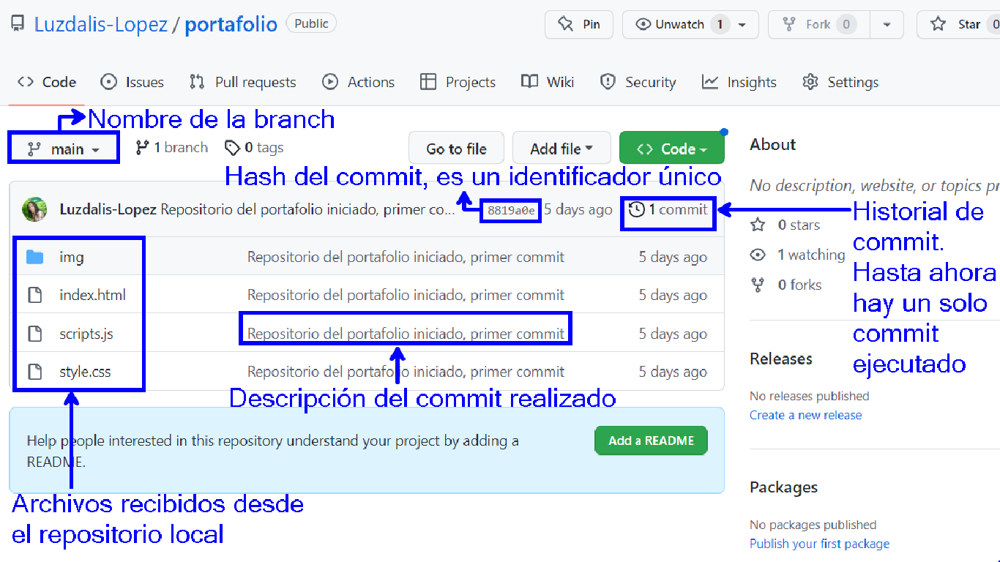 Luzdalis-Lopez / portafolio Public Pin Unwatch 1 Fork 0 Star 0
Code Issues Pull requests Actions Projects Wiki Security Insights Settings
Nombre de la branch
main 1 branch 0 tags Go to file Add file Code
Hash del commit, es un identificador único
Luzdalis-Lopez Repositorio del portafolio iniciado, primer co... 8819a0e 5 days ago 1 commit
img Repositorio del portafolio iniciado, primer commit 5 days ago
index.html Repositorio del portafolio iniciado, primer commit 5 days ago
scripts.js Repositorio del portafolio iniciado, primer commit 5 days ago
style.css Repositorio del portafolio iniciado, primer commit 5 days ago
Descripción del commit realizado
Help people interested in this repository understand your project by adding a
README.
Add a README
Archivos recibidos desde
el repositorio local
About
No description, website, or topics pr
0 stars
1 watching
0 forks
Historial de
commit.
Hasta ahora
hay un solo
commit
ejecutado
Releases
No releases published
Create a new release
Packages
No packages published
Publish your first package